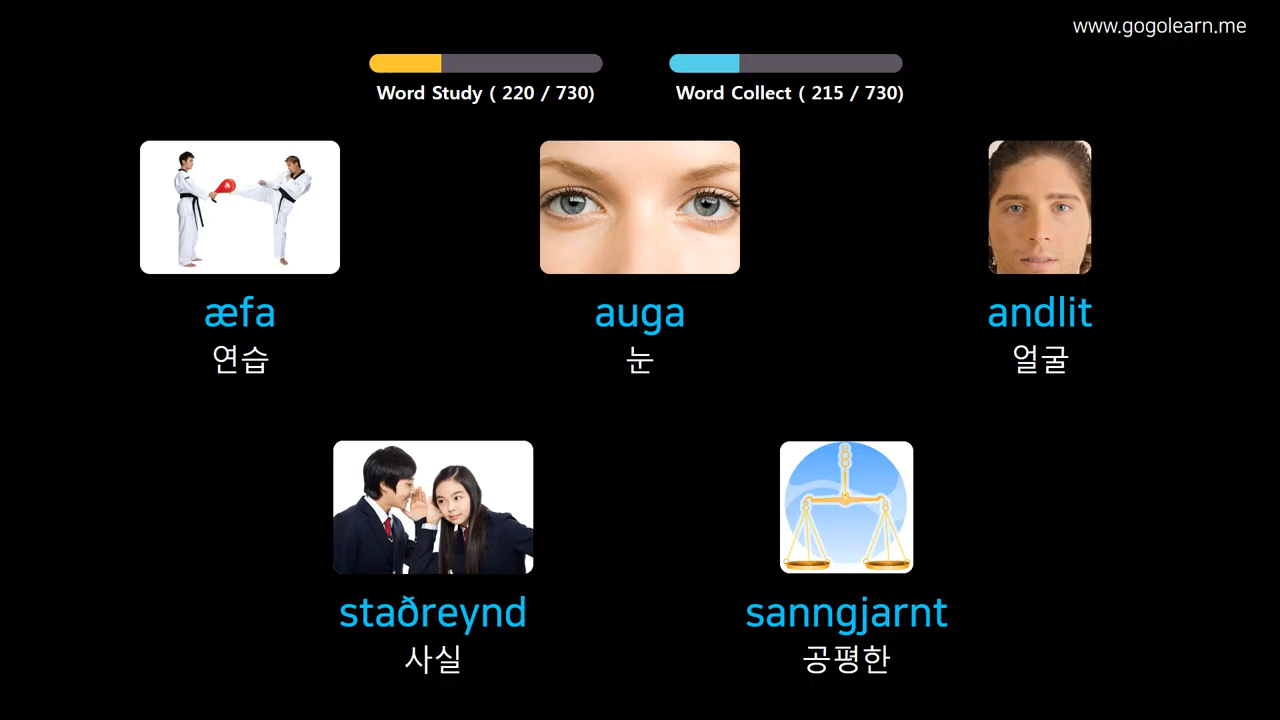 www.gogolearn.me
Word Study ( 220 / 730)
Word Collect ( 215 / 730)
æfa
연습
auga
눈
andlit
얼굴
staðreynd
사실
sanngjarnt
공평한